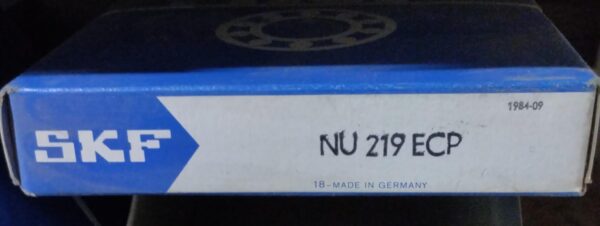 1984-09
SKF
NU 219 ECP
18-MADE IN GERMANY